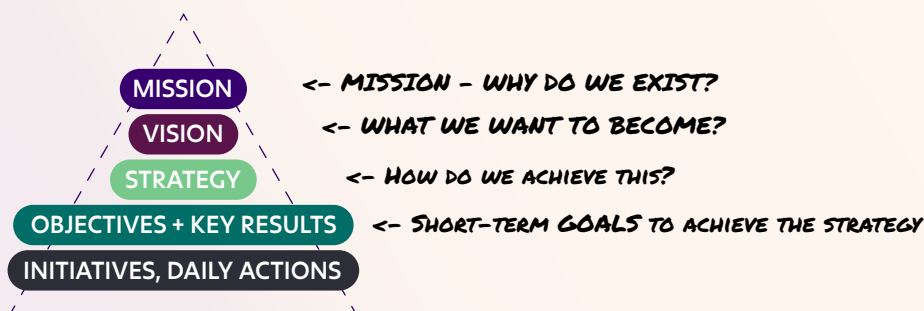 MISSION <- MISSION - WHY DO WE EXIST?
VISION <- WHAT WE WANT TO BECOME?
STRATEGY <- HOW DO WE ACHIEVE THIS?
OBJECTIVES + KEY RESULTS <- SHORT-TERM GOALS TO ACHIEVE THE STRATEGY
INITIATIVES, DAILY ACTIONS